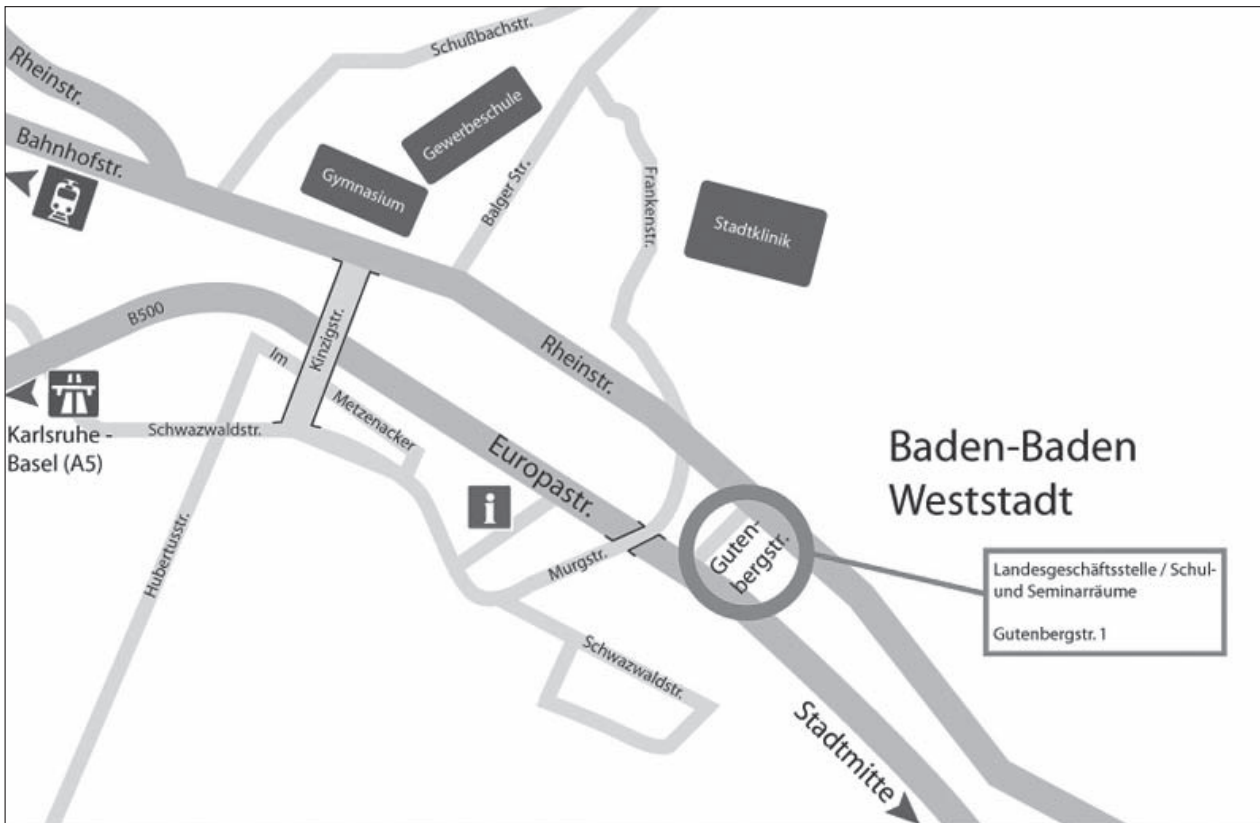 Schußbachstr.
Rheinstr.
Bahnhofstr.
Gewerbeschule
Gymnasium
Balger Str.
Frankenstr.
Stadtklinik
B500
Kinzigstr.
Im
Metzenacker
Rheinstr.
Karlsruhe -
Basel (A5)
Schwazwaldstr.
Europastr.
i
Baden-Baden
Weststadt
Hubertusstr.
Murgstr.
Guten-
bergstr.
Landesgeschäftsstelle / Schul-
und Seminarräume
Gutenbergstr. 1
Schwazwaldstr.
Stadtmitte